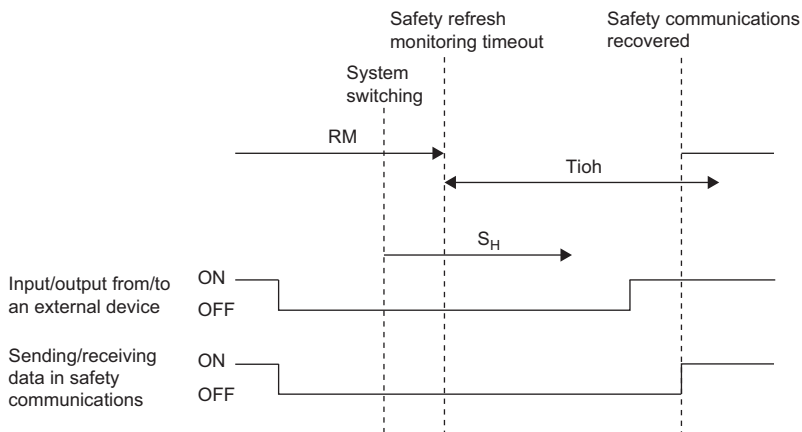 Safety refresh
monitoring timeout
Safety communications
recovered
System
switching
RM
Tioh
SH
Input/output from/to
an external device
ON
OFF
Sending/receiving
data in safety
communications
ON
OFF